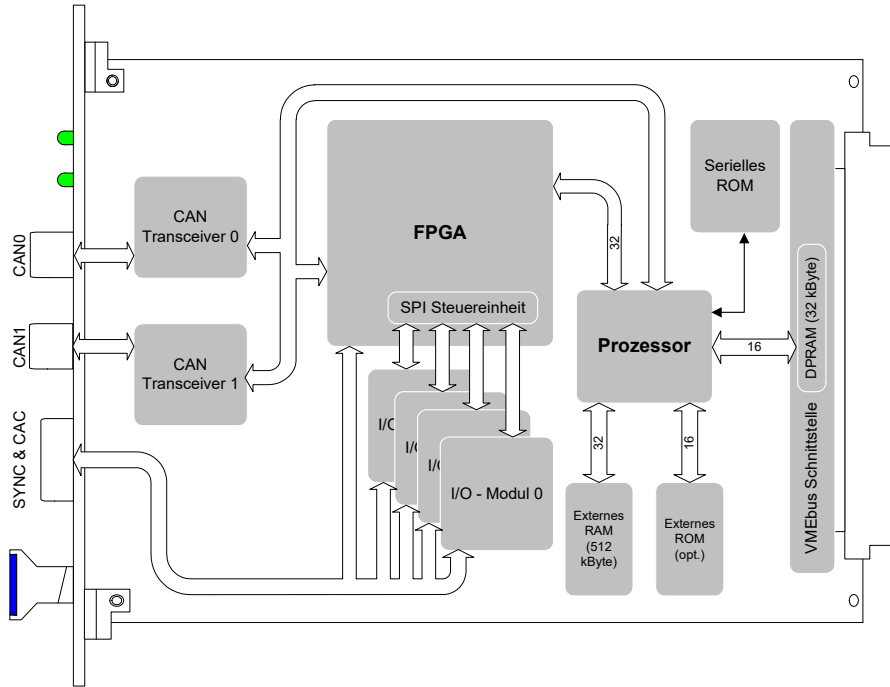 CAN0
CAN1
SYNC & CAC
CAN
Transceiver 0
CAN
Transceiver 1
FPGA
SPI Steuereinheit
I/O
I/
I/
I/O - Modul 0
32
Prozessor
Serielles
ROM
16
32
16
Externes
RAM
(512
kByte)
Externes
ROM
(opt.)
DPRAM (32 kByte)
VMEbus Schnittstelle